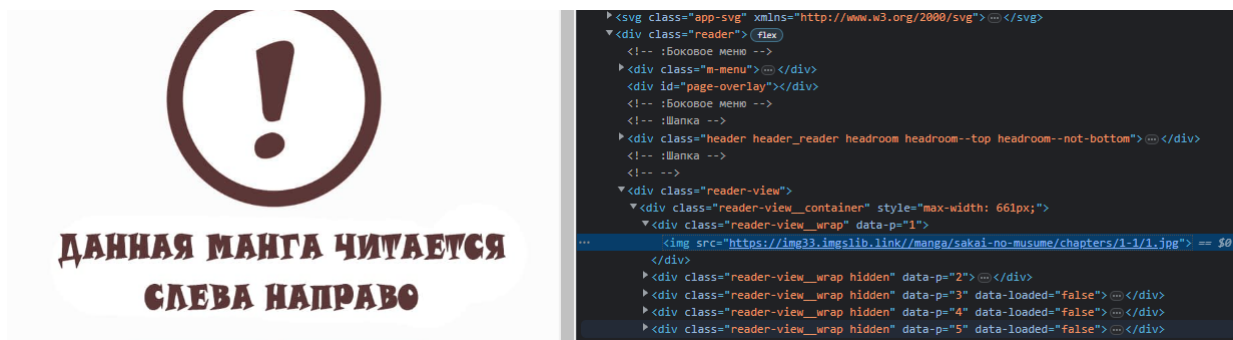 ДАННАЯ МАНГА ЧИТАЕТСЯ
СЛЕВА НАПРАВО
<svg class="app-svg" xmlns="http://www.w3.org/2000/svg">…</svg>
<div class="reader"> flex
<!-- :Боковое меню -->
<div class="m-menu">…</div>
<div id="page-overlay"></div>
<!-- :Боковое меню -->
<!-- :Шапка -->
<div class="header header_reader headroom headroom--top headroom--not-bottom">…</div>
<!-- :Шапка -->
<!-- -->
<div class="reader-view">
<div class="reader-view__container" style="max-width: 661px;">
<div class="reader-view__wrap" data-p="1">
… <img src="https://img33.imgslib.link//manga/sakai-no-musume/chapters/1-1/1.jpg"> == $0
</div>
<div class="reader-view__wrap hidden" data-p="2">…</div>
<div class="reader-view__wrap hidden" data-p="3" data-loaded="false">…</div>
<div class="reader-view__wrap hidden" data-p="4" data-loaded="false">…</div>
<div class="reader-view__wrap hidden" data-p="5" data-loaded="false">…</div>